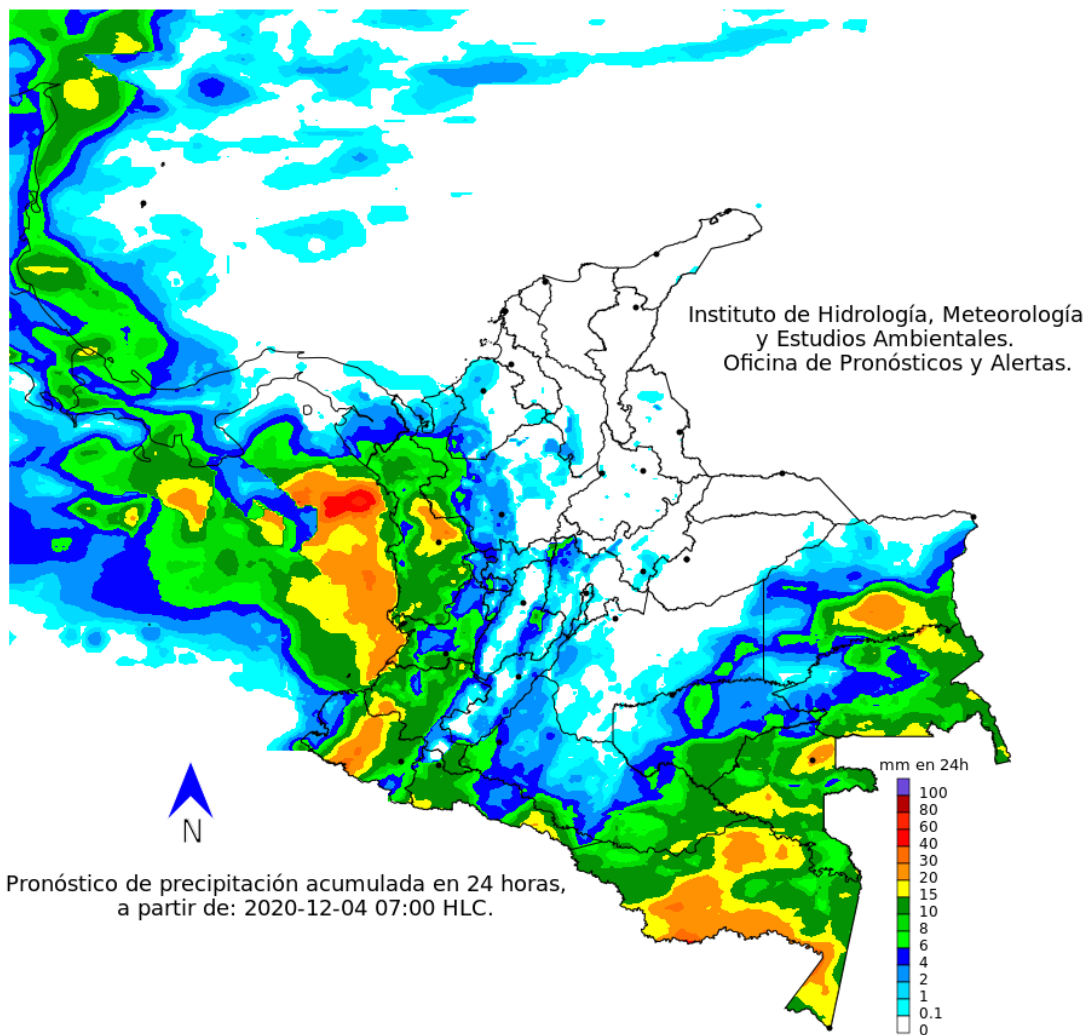 Instituto de Hidrología, Meteorología
y Estudios Ambientales.
Oficina de Pronósticos y Alertas.
D
mm en 24h
100
80
60
40
30
20
15
10
8
6
4
2
1
0.1
0
N
Pronóstico de precipitación acumulada en 24 horas,
a partir de: 2020-12-04 07:00 HLC.